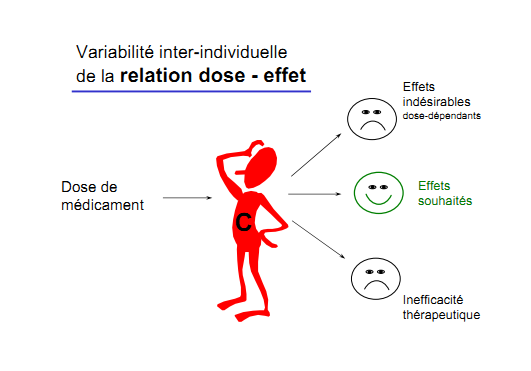 Variabilité inter-individuelle
de la relation dose - effet
Effets
indésirables
dose-dépendants
Dose de
médicament
C
Effets
souhaités
Inefficacité
thérapeutique